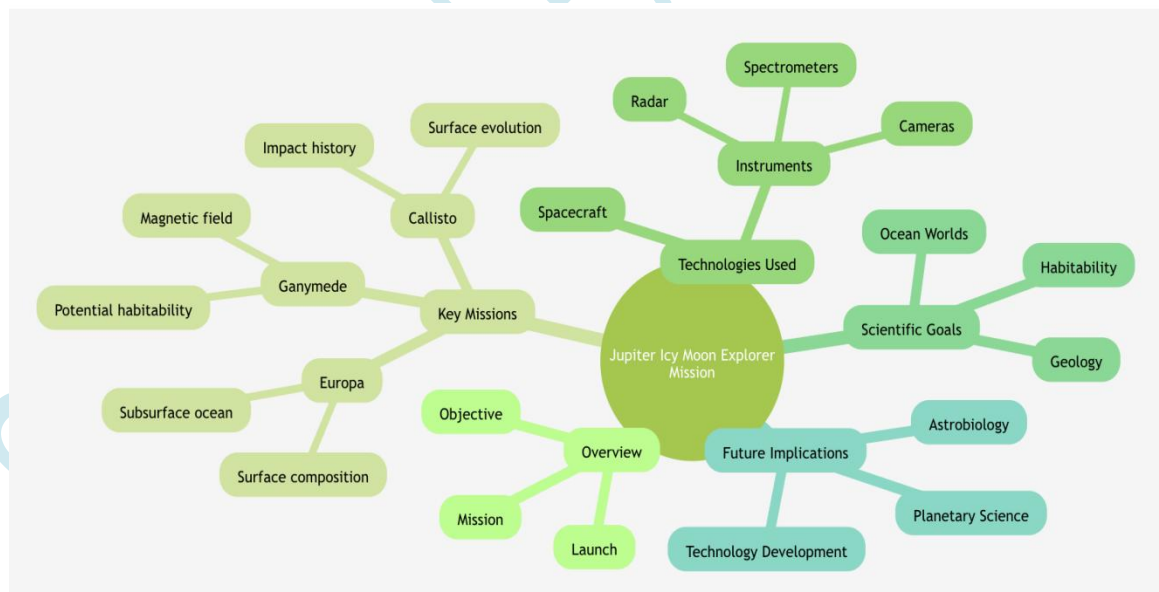 Spectrometers
Radar
Cameras
Surface evolution
Impact history
Instruments
Magnetic field
Callisto
Spacecraft
Ocean Worlds
Technologies Used
Habitability
Ganymede
Potential habitability
Key Missions
Scientific Goals
Jupiter Icy Moon Explorer
Mission
Geology
Europa
Subsurface ocean
Objective
Astrobiology
Overview
Future Implications
Surface composition
Mission
Planetary Science
Launch
Technology Development